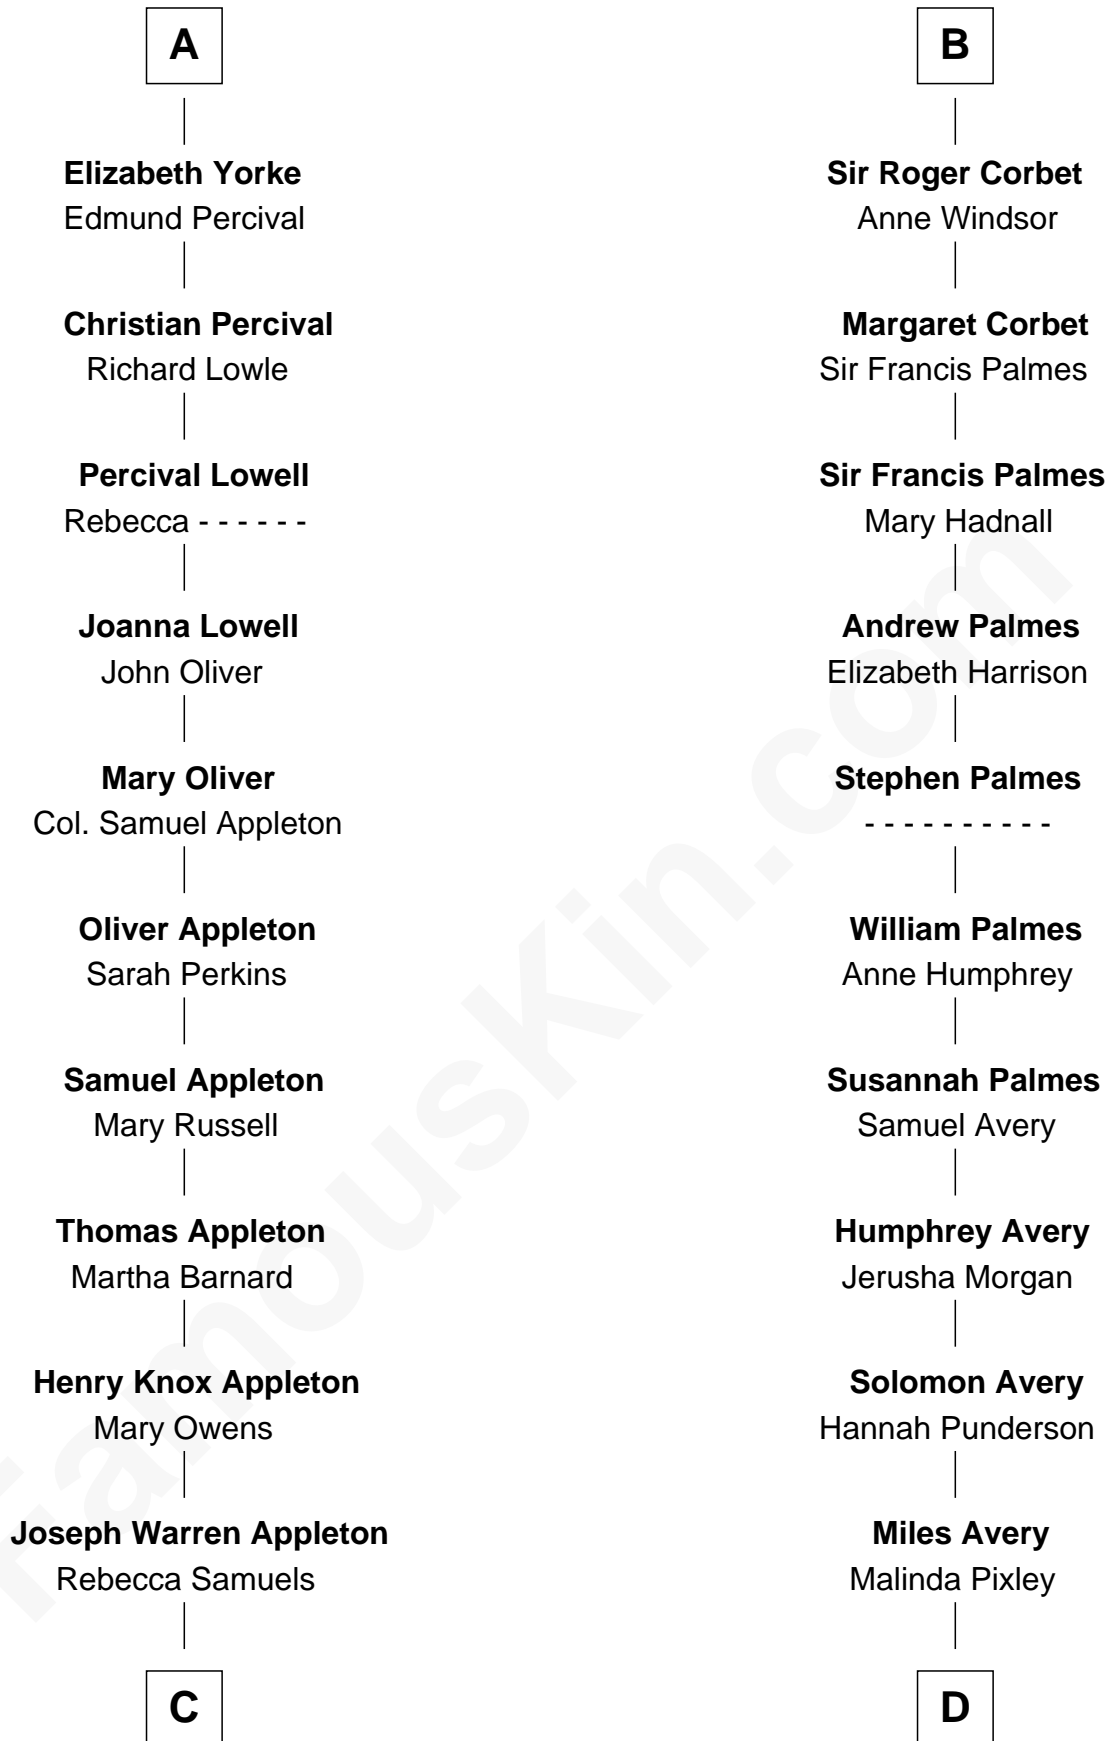 A
Elizabeth Yorke
Edmund Percival
Christian Percival
Richard Lowle
Percival Lowell
Rebecca - - - - - -
Joanna Lowell
John Oliver
Mary Oliver
Col. Samuel Appleton
Oliver Appleton
Sarah Perkins
Samuel Appleton
Mary Russell
Thomas Appleton
Martha Barnard
Henry Knox Appleton
Mary Owens
Joseph Warren Appleton
Rebecca Samuels
C
B
Sir Roger Corbet
Anne Windsor
Margaret Corbet
Sir Francis Palmes
Sir Francis Palmes
Mary Hadnall
Andrew Palmes
Elizabeth Harrison
Stephen Palmes
- - - - - - - - - -
William Palmes
Anne Humphrey
Susannah Palmes
Samuel Avery
Humphrey Avery
Jerusha Morgan
Solomon Avery
Hannah Punderson
Miles Avery
Malinda Pixley
D
FamousKin.com